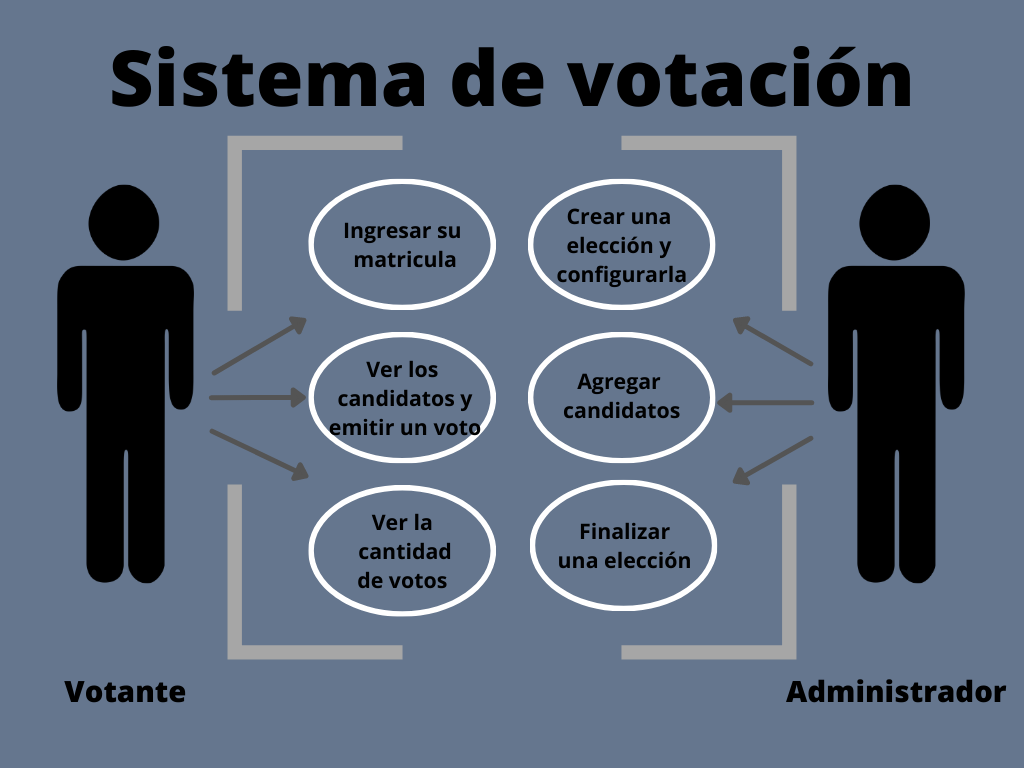 Sistema de votación
Ingresar su
matricula
Crear una
elección y
configurarla
Ver los
candidatos y
emitir un voto
Agregar
candidatos
Ver la
cantidad
de votos
Finalizar
una elección
Votante
Administrador